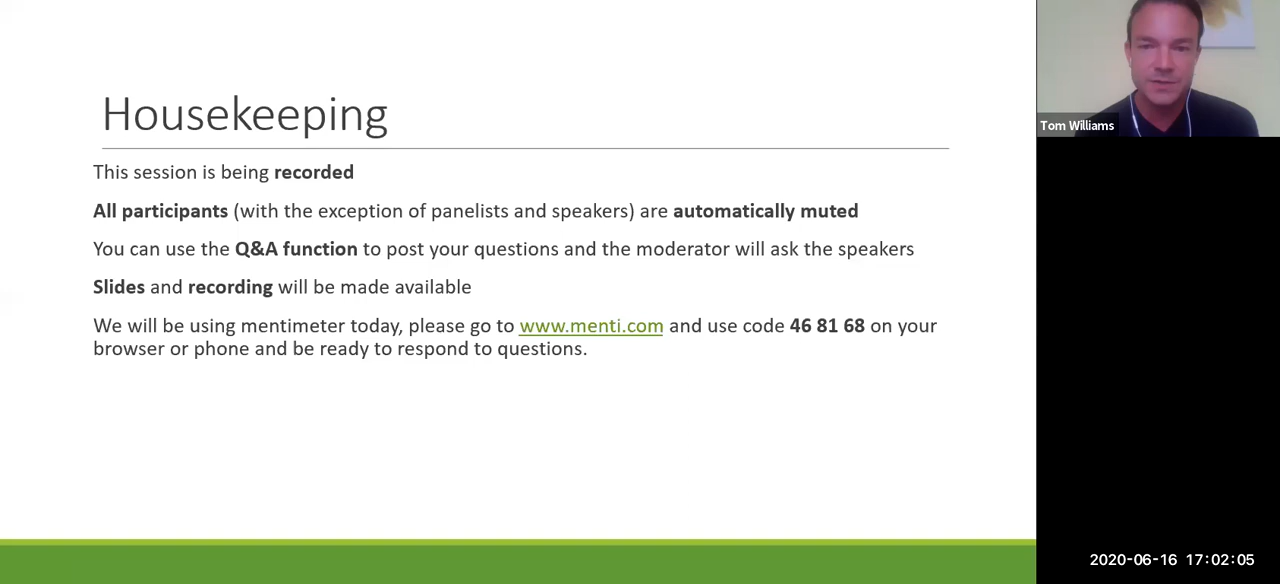 Housekeeping
This session is being recorded
All participants (with the exception of panelists and speakers) are automatically muted
You can use the Q&A function to post your questions and the moderator will ask the speakers
Slides and recording will be made available
We will be using mentimeter today, please go to www.menti.com and use code 46 81 68 on your
browser or phone and be ready to respond to questions.
Tom Williams
2020-06-16 17:02:05